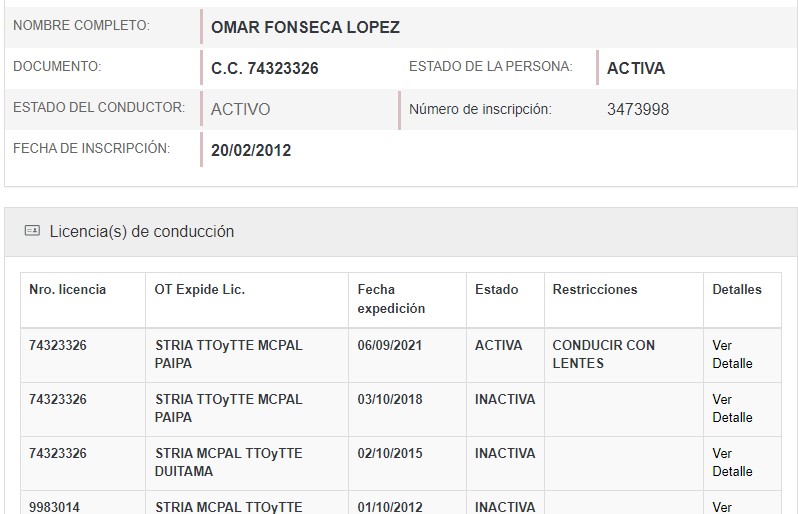 NOMBRE COMPLETO: OMAR FONSECA LOPEZ
DOCUMENTO: C.C. 74323326 ESTADO DE LA PERSONA: ACTIVA
ESTADO DEL CONDUCTOR: ACTIVO Número de inscripción: 3473998
FECHA DE INSCRIPCIÓN: 20/02/2012
Licencia(s) de conducción
Nro. licencia OT Expide Lic. Fecha expedición Estado Restricciones Detalles
74323326 STRIA TTOyTTE MCPAL PAIPA 06/09/2021 ACTIVA CONDUCIR CON LENTES Ver Detalle
74323326 STRIA TTOyTTE MCPAL PAIPA 03/10/2018 INACTIVA Ver Detalle
74323326 STRIA MCPAL TTOyTTE DUITAMA 02/10/2015 INACTIVA Ver Detalle
9983014 STRIA MCPAL TTOyTTE 01/10/2012 INACTIVA Ver